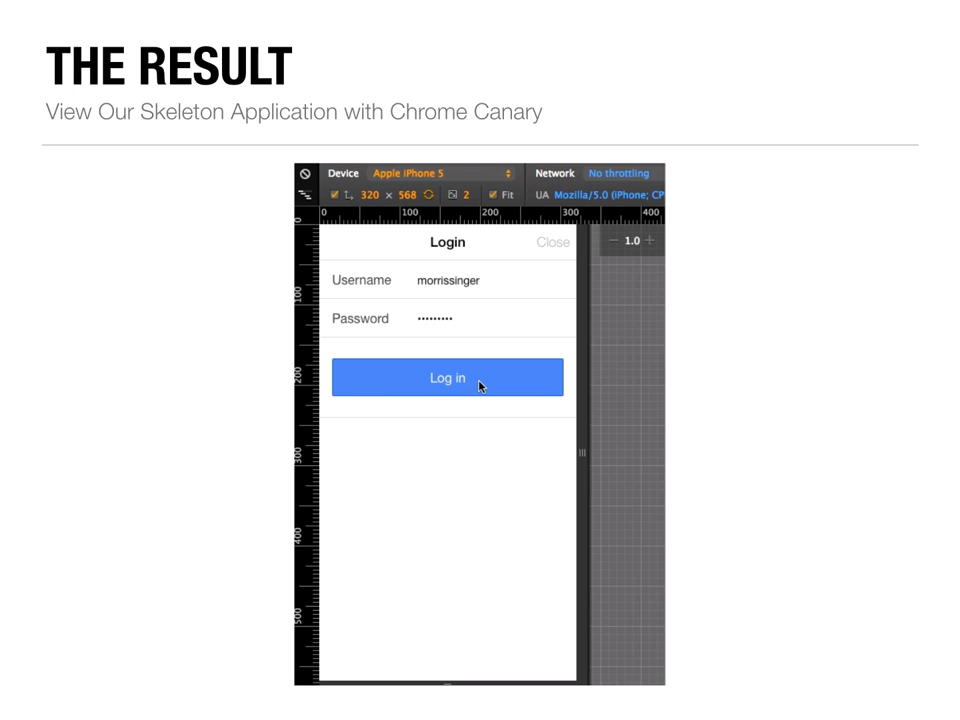 THE RESULT
View Our Skeleton Application with Chrome Canary
Device Apple iPhone 5 Network No throttling
320 × 568 2 Fit UA Mozilla/5.0 (iPhone; CP
0 100 200 300 400
0
Login Close
− 1.0 +
Username morrissinger
100
Password •••••••••
200
Log in
300
400
500